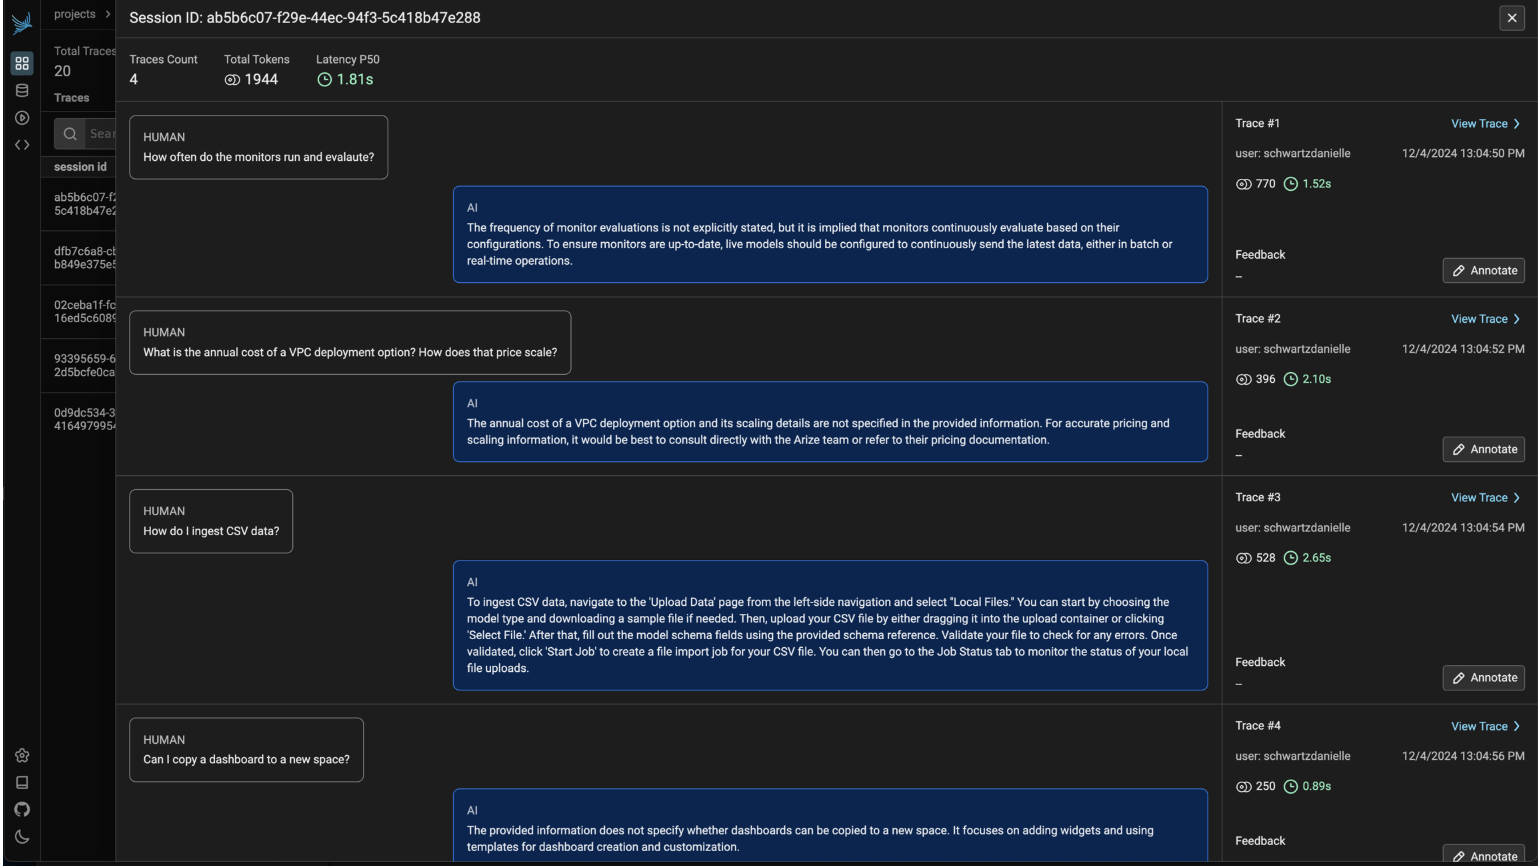 projects
Session ID: ab5b6c07-f29e-44ec-94f3-5c418b47e288
Total Traces
20
Traces
Sear
session id
ab5b6c07-f2
5c418b47e2
dfb7c6a8-cb
b849e375e5
02ceba1f-fc
16ed5c6089
93395659-6
2d5bcfe0ca
0d9dc534-3
4164979954
Traces Count
4
Total Tokens
1944
Latency P50
1.81s
HUMAN
How often do the monitors run and evalaute?
AI
The frequency of monitor evaluations is not explicitly stated, but it is implied that monitors continuously evaluate based on their
configurations. To ensure monitors are up-to-date, live models should be configured to continuously send the latest data, either in batch or
real-time operations.
Trace #1
View Trace
user: schwartzdanielle
12/4/2024 13:04:50 PM
770
1.52s
Feedback
--
Annotate
HUMAN
What is the annual cost of a VPC deployment option? How does that price scale?
AI
The annual cost of a VPC deployment option and its scaling details are not specified in the provided information. For accurate pricing and
scaling information, it would be best to consult directly with the Arize team or refer to their pricing documentation.
Trace #2
View Trace
user: schwartzdanielle
12/4/2024 13:04:52 PM
396
2.10s
Feedback
--
Annotate
HUMAN
How do I ingest CSV data?
AI
To ingest CSV data, navigate to the 'Upload Data' page from the left-side navigation and select "Local Files." You can start by choosing the
model type and downloading a sample file if needed. Then, upload your CSV file by either dragging it into the upload container or clicking
'Select File.' After that, fill out the model schema fields using the provided schema reference. Validate your file to check for any errors. Once
validated, click 'Start Job' to create a file import job for your CSV file. You can then go to the Job Status tab to monitor the status of your local
file uploads.
Trace #3
View Trace
user: schwartzdanielle
12/4/2024 13:04:54 PM
528
2.65s
Feedback
--
Annotate
HUMAN
Can I copy a dashboard to a new space?
AI
The provided information does not specify whether dashboards can be copied to a new space. It focuses on adding widgets and using
templates for dashboard creation and customization.
Trace #4
View Trace
user: schwartzdanielle
12/4/2024 13:04:56 PM
250
0.89s
Feedback
Annotate